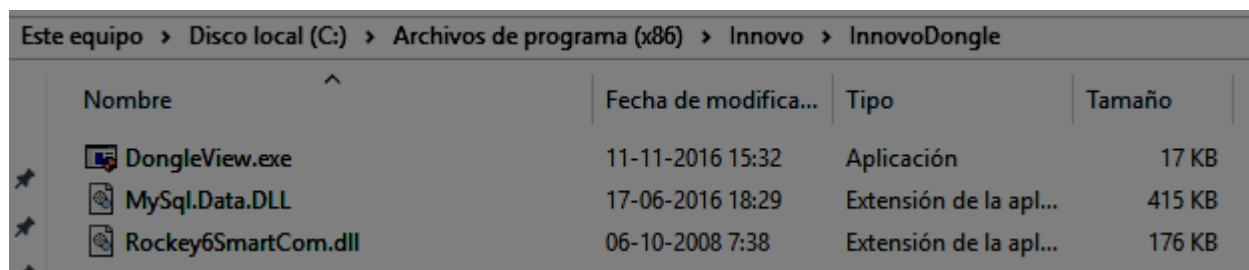 Este equipo > Disco local (C:) > Archivos de programa (x86) > Innovo > InnovoDongle
Nombre Fecha de modifica... Tipo Tamaño
DongleView.exe 11-11-2016 15:32 Aplicación 17 KB
MySql.Data.DLL 17-06-2016 18:29 Extensión de la apl... 415 KB
Rockey6SmartCom.dll 06-10-2008 7:38 Extensión de la apl... 176 KB